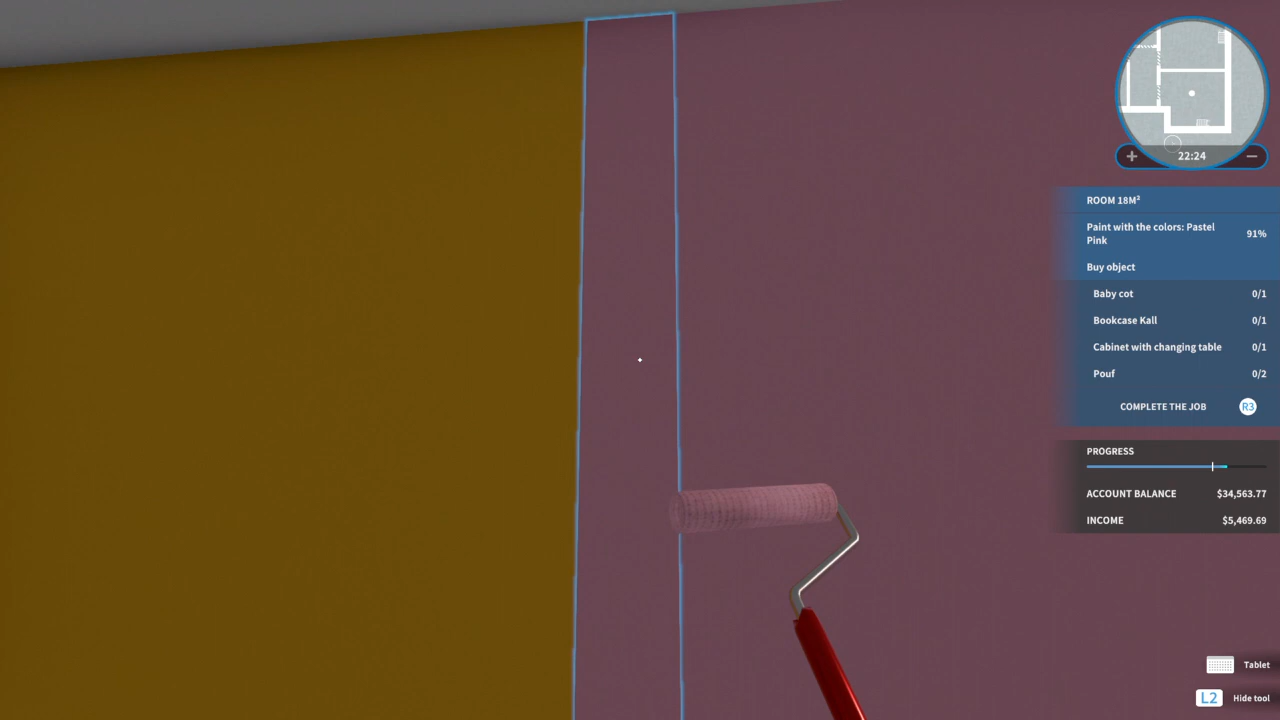 22:24
ROOM 18M²
Paint with the colors: Pastel
Pink
91%
Buy object
Baby cot 0/1
Bookcase Kall 0/1
Cabinet with changing table 0/1
Pouf 0/2
COMPLETE THE JOB R3
PROGRESS
ACCOUNT BALANCE $34,563.77
INCOME $5,469.69
Tablet
L2 Hide tool